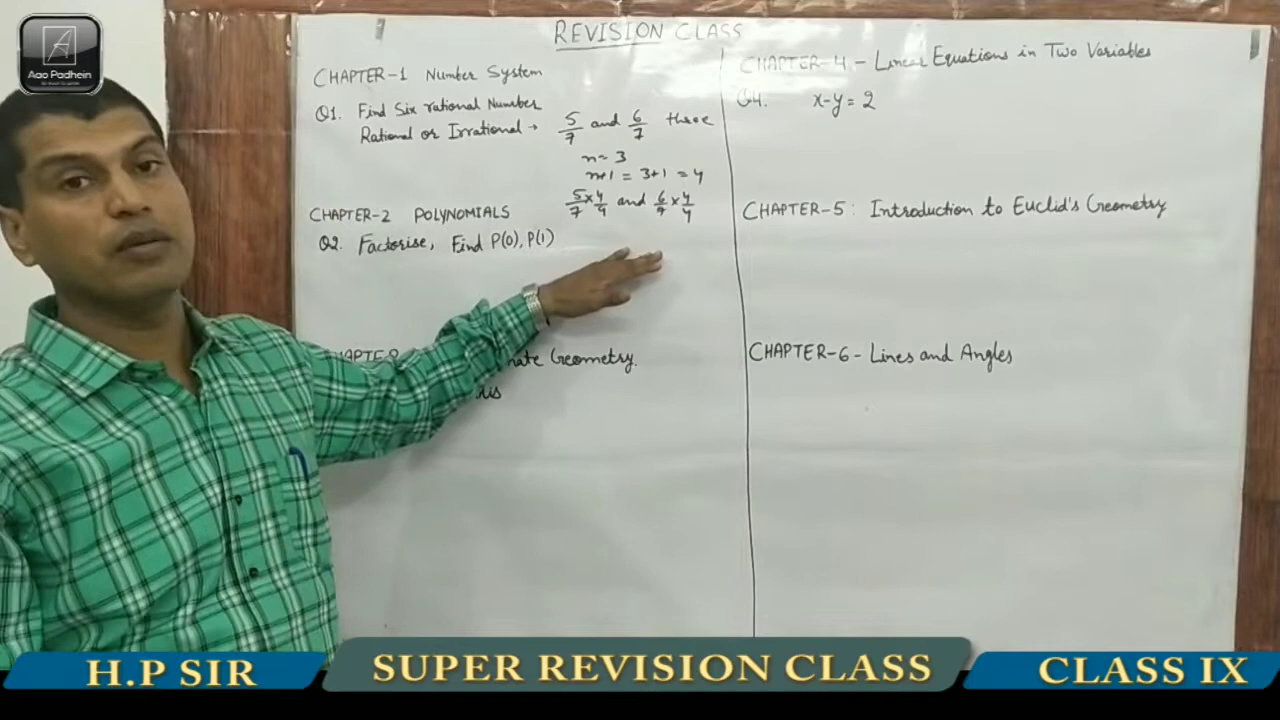 Aao Padhein
REVISION CLASS
CHAPTER-1 Number System
Q1. Find Six rational Number
Rational or Irrational → 5/7 and 6/7 three
n = 3
n+1 = 3+1 = 4
5/7 × 4/4 and 6/7 × 4/4
CHAPTER-2 POLYNOMIALS
Q2. Factorise, Find P(0), P(1)
Geometry.
CHAPTER-4 - Linear Equations in Two Variables
Q4. x-y = 2
CHAPTER-5: Introduction to Euclid's Geometry
CHAPTER-6 - Lines and Angles
H.P SIR
SUPER REVISION CLASS
CLASS IX